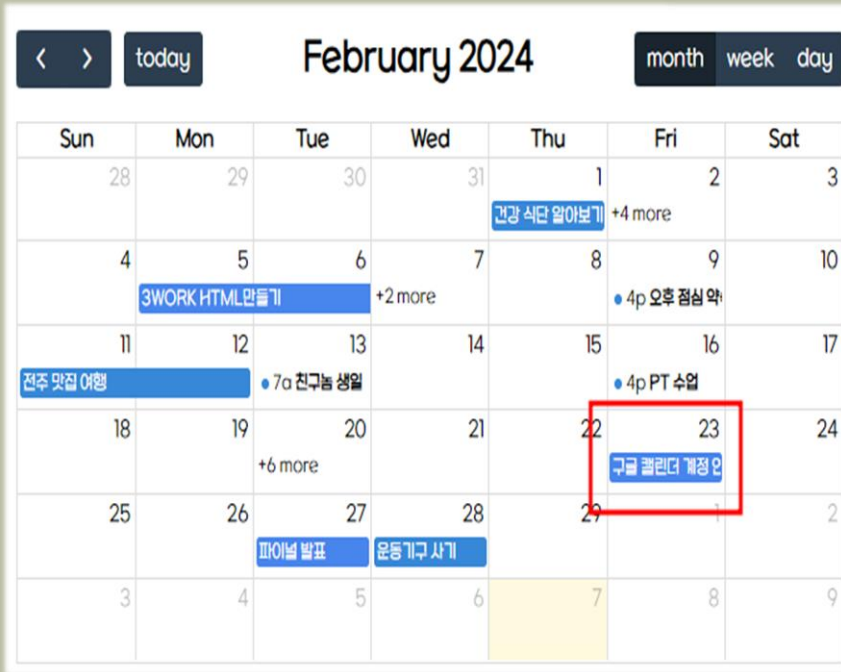 < > today February 2024 month week day
Sun Mon Tue Wed Thu Fri Sat
28 29 30 31 1 2 3
건강 식단 알아보기 +4 more
4 5 6 7 8 9 10
3WORK HTML만들기 +2 more 4p 오후 점심
11 12 13 14 15 16 17
전주 맛집 여행 7a 친구놈 생일 4p PT 수업
18 19 20 21 22 23 24
+6 more 구글 캘린더 계정
25 26 27 28 29 1 2
파이널 발표 운동기구 사기
3 4 5 6 7 8 9